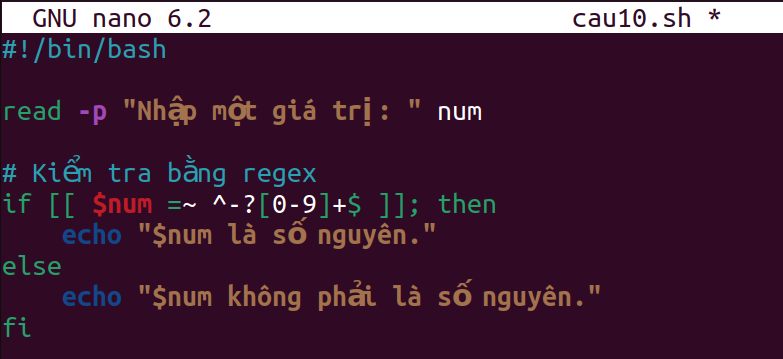 GNU nano 6.2 cau10.sh *
#!/bin/bash
read -p "Nhập một giá trị: " num
# Kiểm tra bằng regex
if [[ $num =~ ^-?[0-9]+$ ]]; then
    echo "$num là số nguyên."
else
    echo "$num không phải là số nguyên."
fi